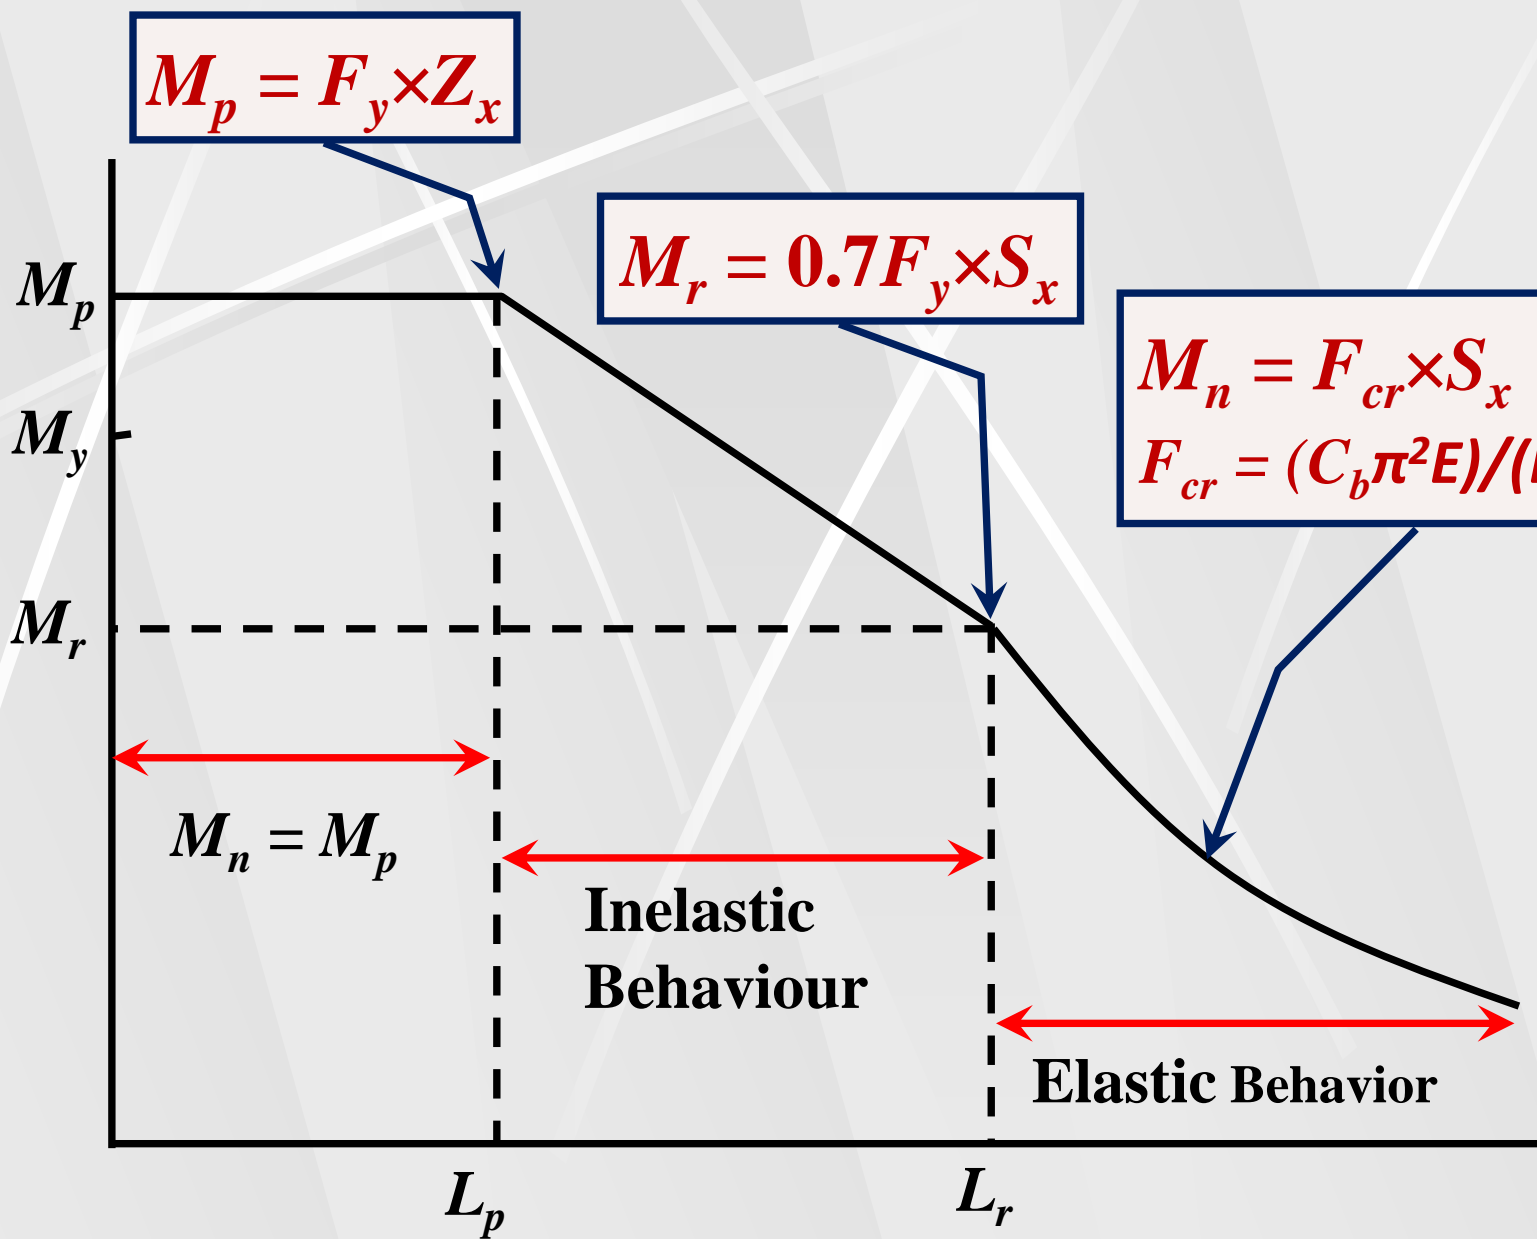 M_p = F_y×Z_x
M_r = 0.7F_y×S_x
M_n = F_cr×S_x
F_cr = (C_bπ²E)/(
M_p
M_y
M_r
M_n = M_p
Inelastic
Behaviour
Elastic Behavior
L_p
L_r